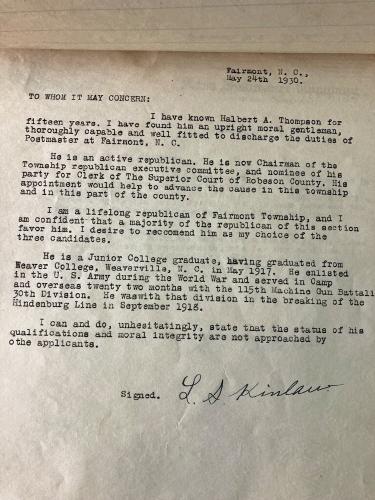 Fairmont, N. C.,
May 24th 1930.
TO WHOM IT MAY CONCERN:
I have known Halbert A. Thompson for
fifteen years. I have found him an upright moral gentleman,
thoroughly capable and well fitted to discharge the duties of
Postmaster at Fairmont, N. C.
He is an active republican. He is now Chairman of the
Township republican executive committee, and nominee of his
party for Clerk of The Superior Court of Robeson County. His
appointment would help to advance the cause in this township
and in this part of the county.
I am a lifelong republican of Fairmont Township, and I
am confident that a majority of the republican of this section
favor him. I desire to reccomend him as my choice of the
three candidates.
He is a Junior College graduate, having graduated from
Weaver College, Weaverville, N. C. in May 1917. He enlisted
in the U. S. Army during the World War and served in Camp
and overseas twenty two months with the 115th Machine Gun Battali
30th Division. He waswith that division in the breaking of the
Hindenburg Line in September 1918.
I can and do, unhesitatingly, state that the status of his
qualifications and moral integrity are not approached by
othe applicants.
Signed. L. S. Kinlaw